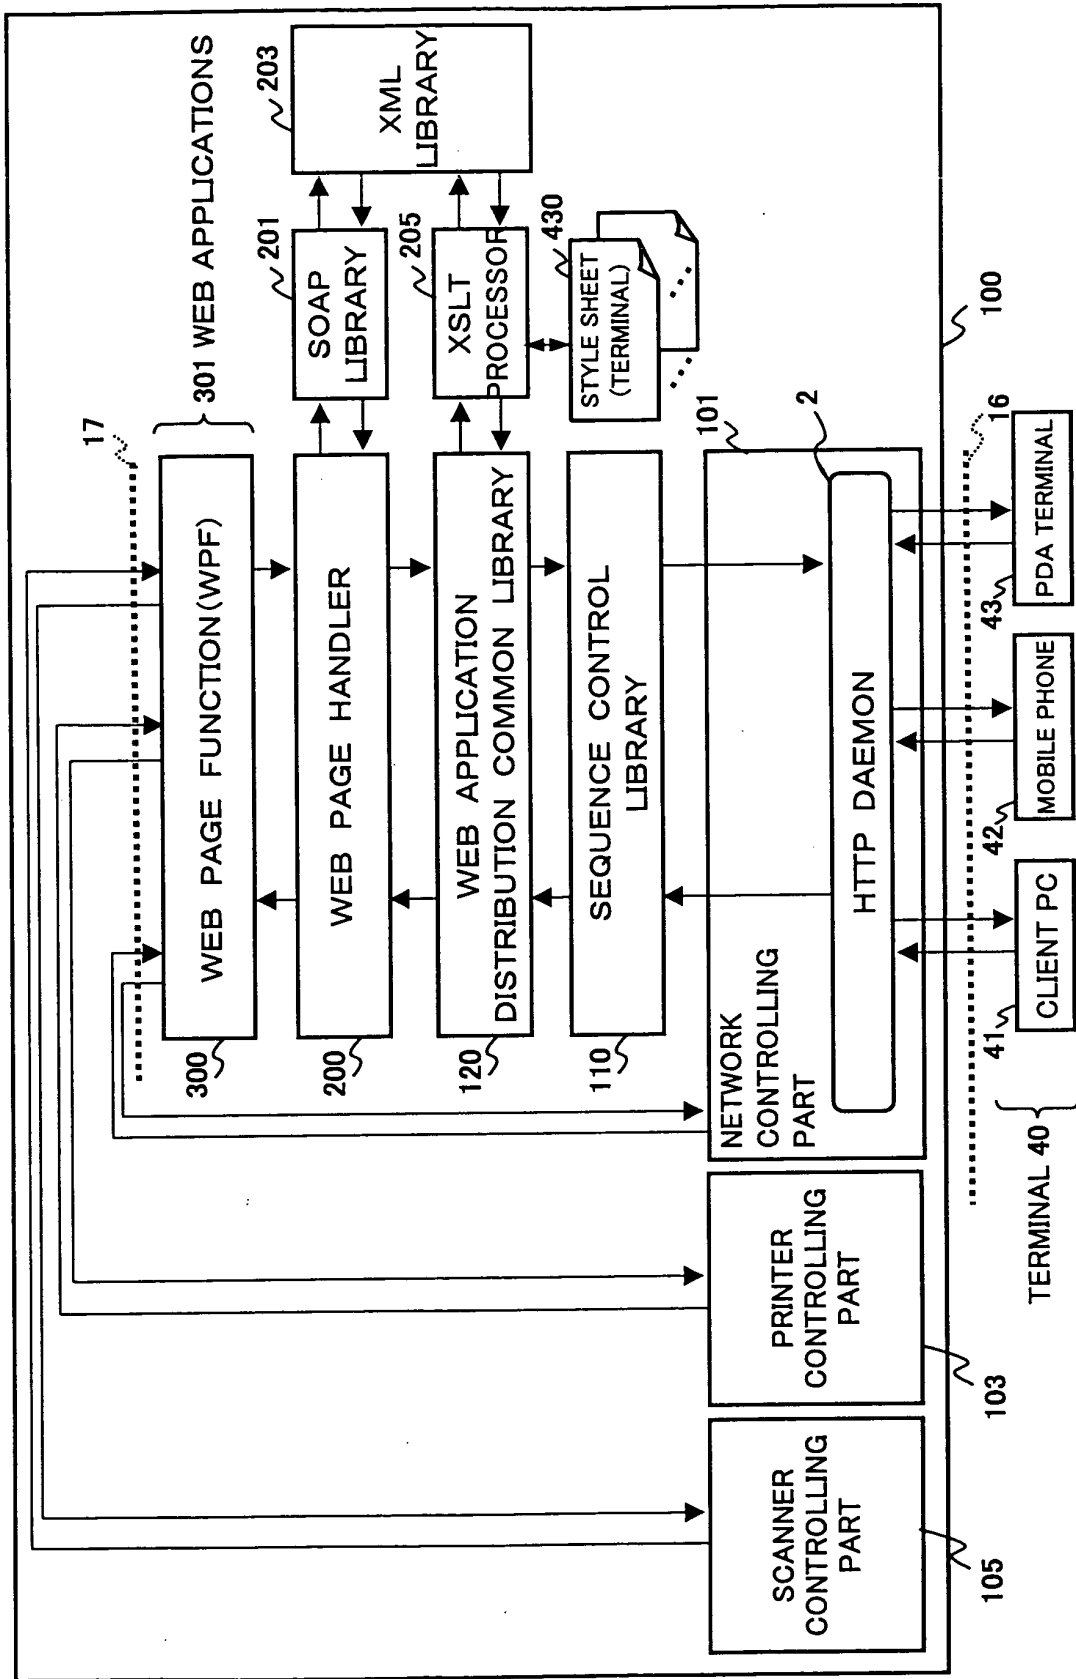 17
301 WEB APPLICATIONS
WEB PAGE FUNCTION(WPF)
300
WEB PAGE HANDLER
200
SOAP
LIBRARY
201
XML
LIBRARY
203
WEB APPLICATION
DISTRIBUTION COMMON LIBRARY
120
XSLT
PROCESSOR
205
STYLE SHEET
(TERMINAL)
430
SEQUENCE CONTROL
LIBRARY
110
SCANNER
CONTROLLING
PART
105
PRINTER
CONTROLLING
PART
103
NETWORK
CONTROLLING
PART
101
HTTP DAEMON
2
100
16
TERMINAL 40
CLIENT PC
41
MOBILE PHONE
42
PDA TERMINAL
43